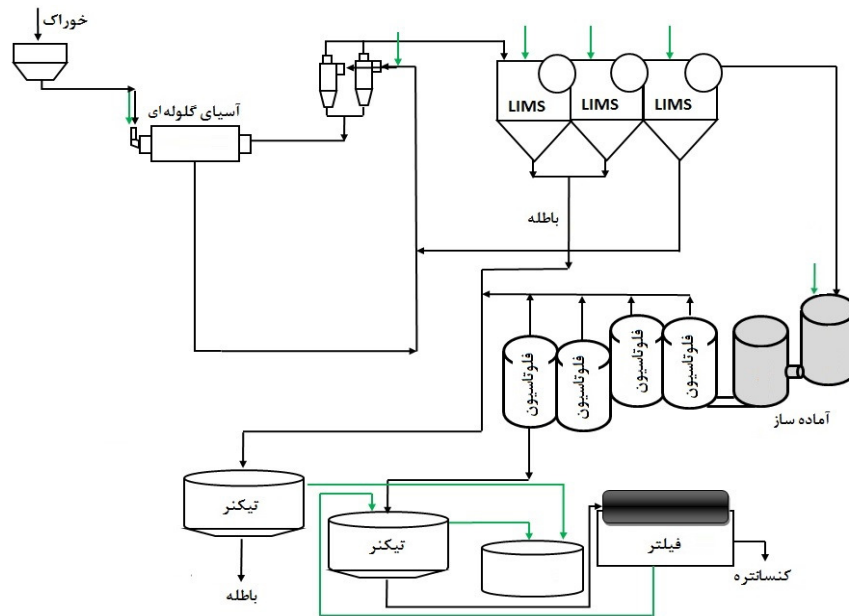 خوراک
آسیای گلوله ای
LIMS
LIMS
LIMS
باطله
فلوتاسیون
فلوتاسیون
فلوتاسیون
فلوتاسیون
آماده ساز
تیکنر
تیکنر
فیلتر
کنسانتره
باطله